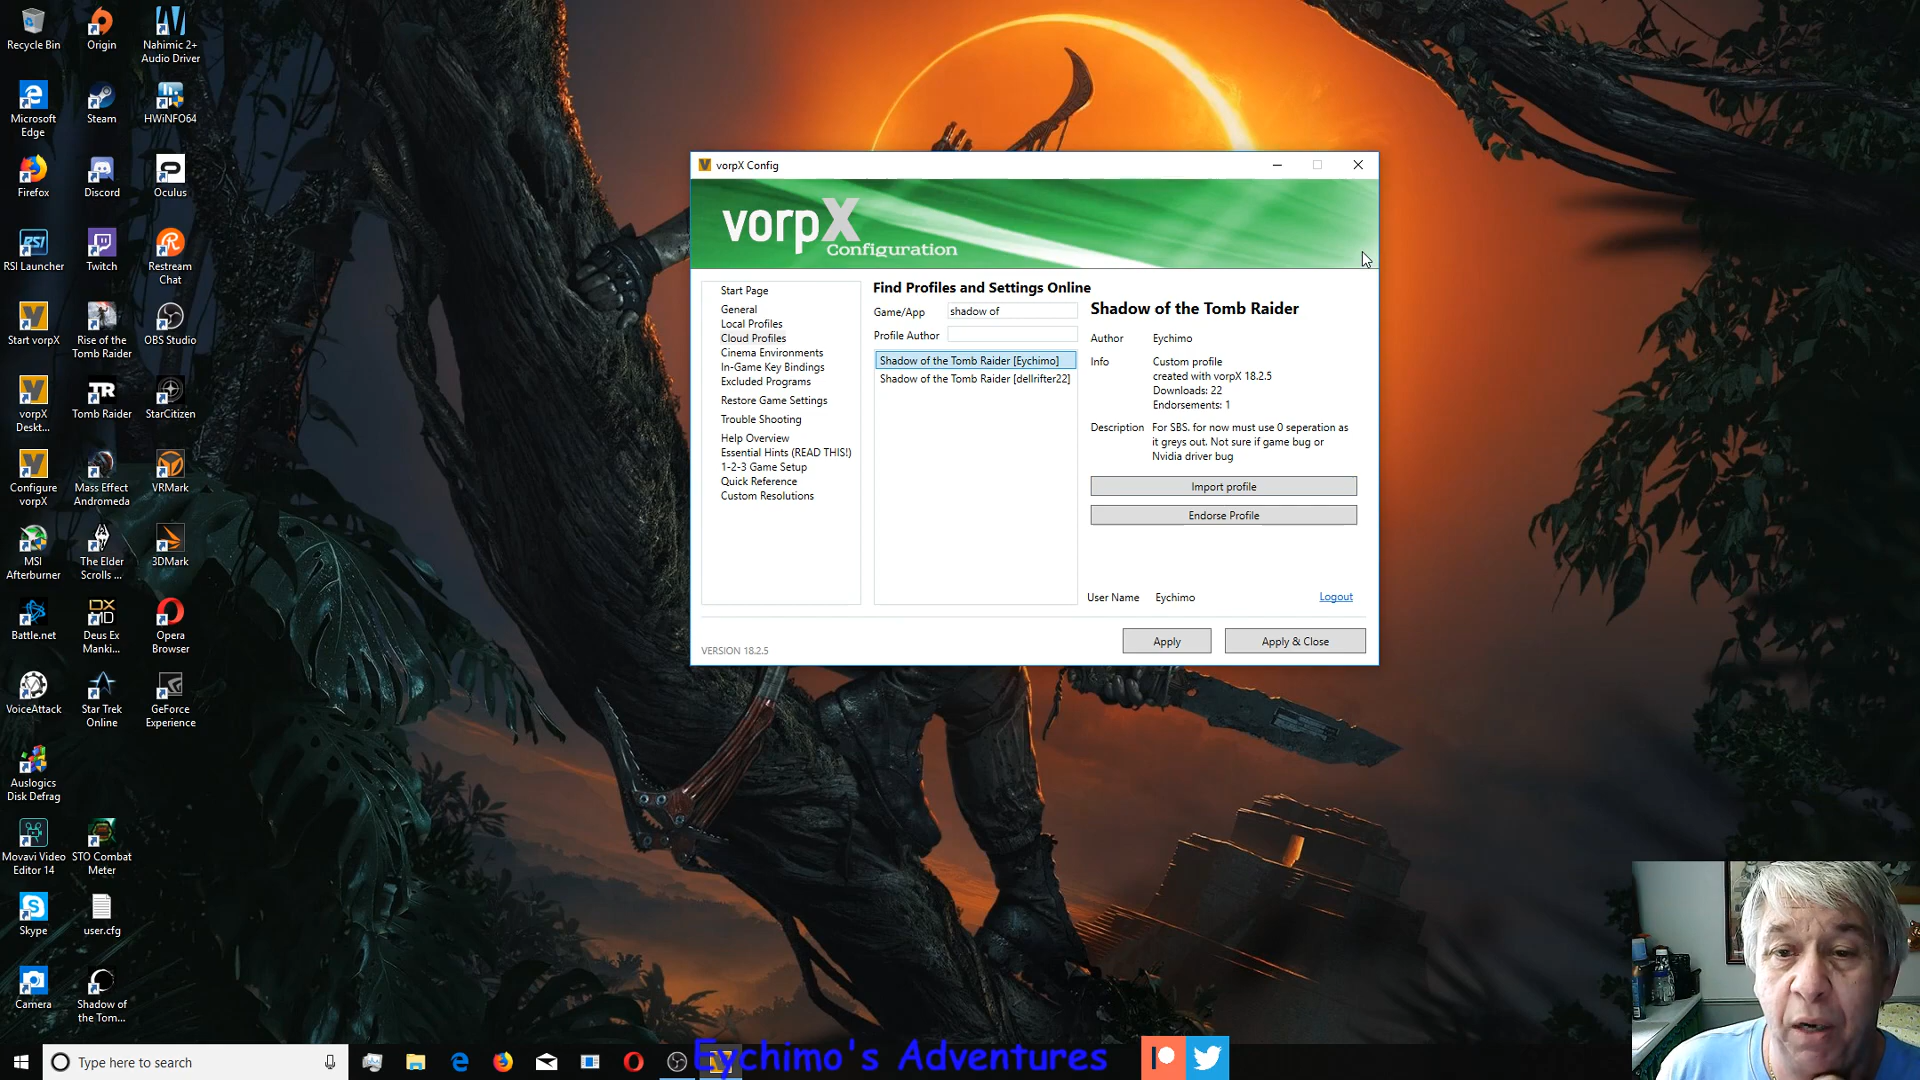 Recycle Bin
Origin
Nahimic 2+
Audio Driver
Microsoft
Edge
Steam
HWiNFO64
Firefox
Discord
Oculus
RSI
RSI Launcher
Twitch
Restream
Chat
Start vorpX
Rise of the
Tomb Raider
OBS Studio
vorpX
Deskt...
TR
Tomb Raider
StarCitizen
Configure
vorpX
Mass Effect
Andromeda
VRMark
MSI
Afterburner
The Elder
Scrolls ...
3DMark
Battle.net
DX
MD
Deus Ex
Manki...
Opera
Browser
VoiceAttack
Star Trek
Online
GeForce
Experience
Auslogics
Disk Defrag
Movavi Video
Editor 14
STO Combat
Meter
Skype
user.cfg
Camera
Shadow of
the Tom...
vorpX Config
vorpX
Configuration
Start Page
General
Local Profiles
Cloud Profiles
Cinema Environments
In-Game Key Bindings
Excluded Programs
Restore Game Settings
Trouble Shooting
Help Overview
Essential Hints (READ THIS!)
1-2-3 Game Setup
Quick Reference
Custom Resolutions
Find Profiles and Settings Online
Game/App shadow of
Profile Author
Shadow of the Tomb Raider [Eychimo]
Shadow of the Tomb Raider [dellrifter22]
Shadow of the Tomb Raider
Author Eychimo
Info Custom profile
created with vorpX 18.2.5
Downloads: 22
Endorsements: 1
Description For SBS. for now must use 0 seperation as
it greys out. Not sure if game bug or
Nvidia driver bug
Import profile
Endorse Profile
User Name Eychimo Logout
VERSION 18.2.5
Apply
Apply & Close
Type here to search
Eychimo's Adventures